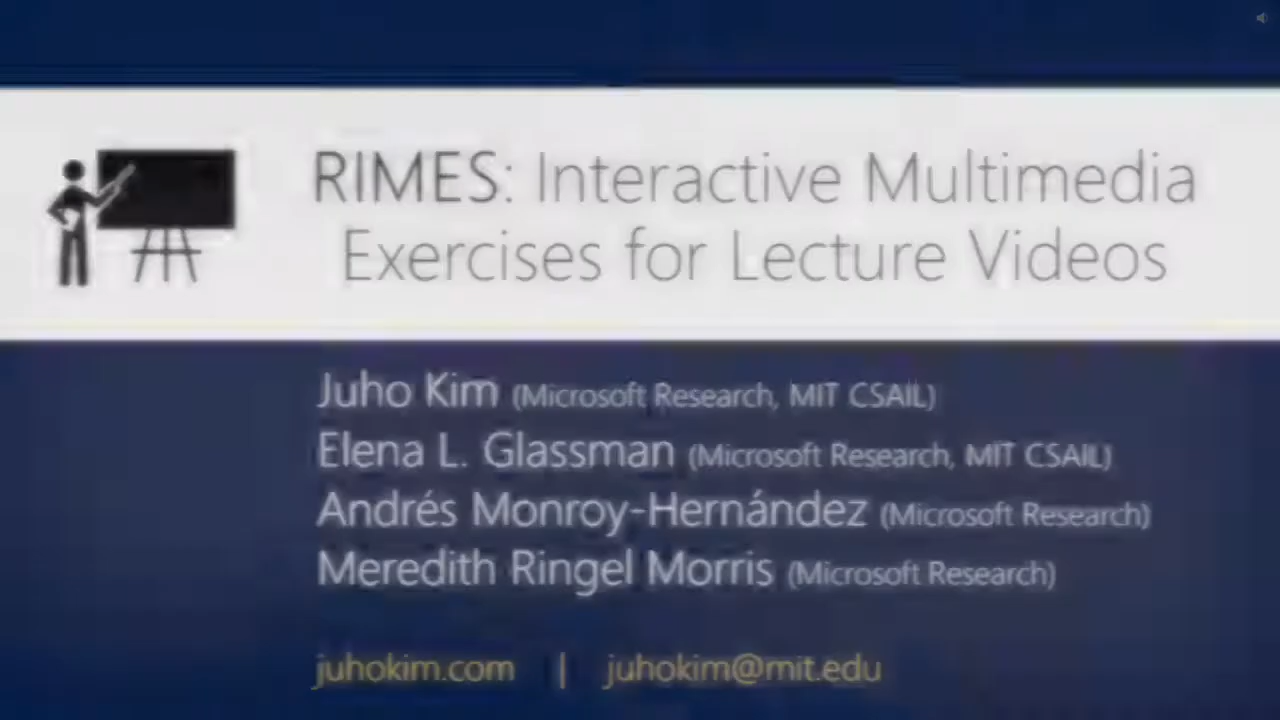 RIMES: Interactive Multimedia
Exercises for Lecture Videos
Juho Kim (Microsoft Research, MIT CSAIL)
Elena L. Glassman (Microsoft Research, MIT CSAIL)
Andrés Monroy-Hernández (Microsoft Research)
Meredith Ringel Morris (Microsoft Research)
juhokim.com | juhokim@mit.edu